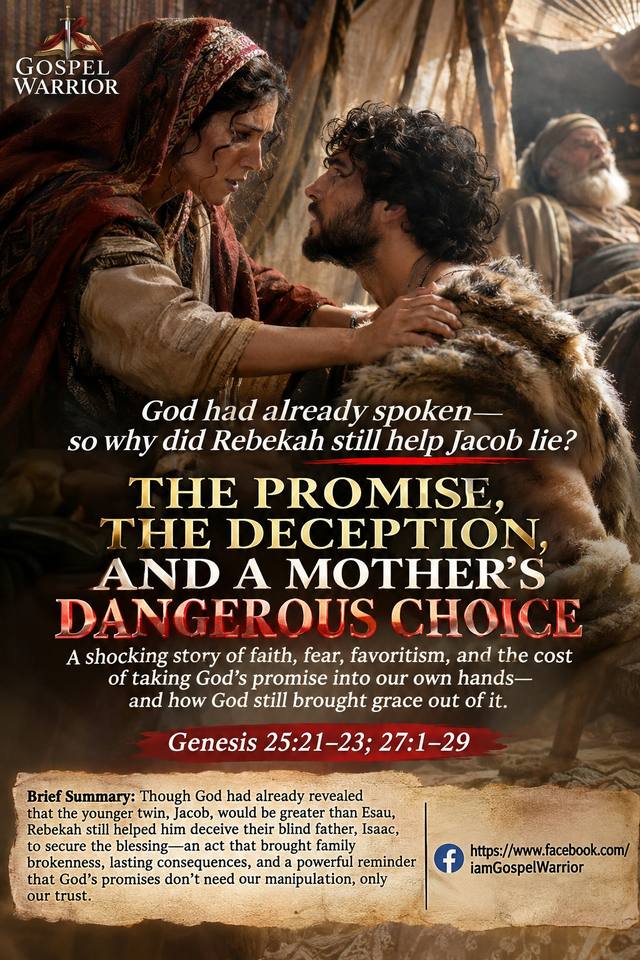 GOSPEL
WARRIOR
God had already spoken—
so why did Rebekah still help Jacob lie?
THE PROMISE,
THE DECEPTION,
AND A MOTHER'S
DANGEROUS CHOICE
A shocking story of faith, fear, favoritism, and the cost
of taking God's promise into our own hands—
and how God still brought grace out of it.
Genesis 25:21–23; 27:1–29
Brief Summary: Though God had already revealed
that the younger twin, Jacob, would be greater than Esau,
Rebekah still helped him deceive their blind father, Isaac,
to secure the blessing—an act that brought family
brokenness, lasting consequences, and a powerful reminder
that God's promises don't need our manipulation, only
our trust.
https://www.facebook.com/
iamGospelWarrior